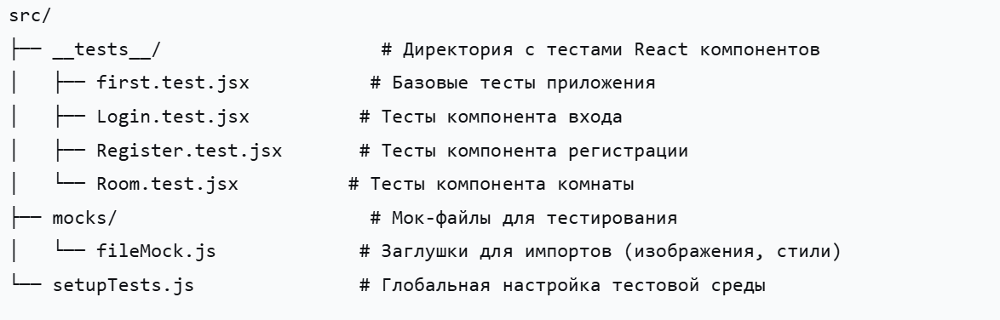 src/
├── __tests__/                    # Директория с тестами React компонентов
│   ├── first.test.jsx           # Базовые тесты приложения
│   ├── Login.test.jsx          # Тесты компонента входа
│   ├── Register.test.jsx       # Тесты компонента регистрации
│   └── Room.test.jsx          # Тесты компонента комнаты
├── mocks/                       # Мок-файлы для тестирования
│   └── fileMock.js             # Заглушки для импортов (изображения, стили)
└── setupTests.js               # Глобальная настройка тестовой среды